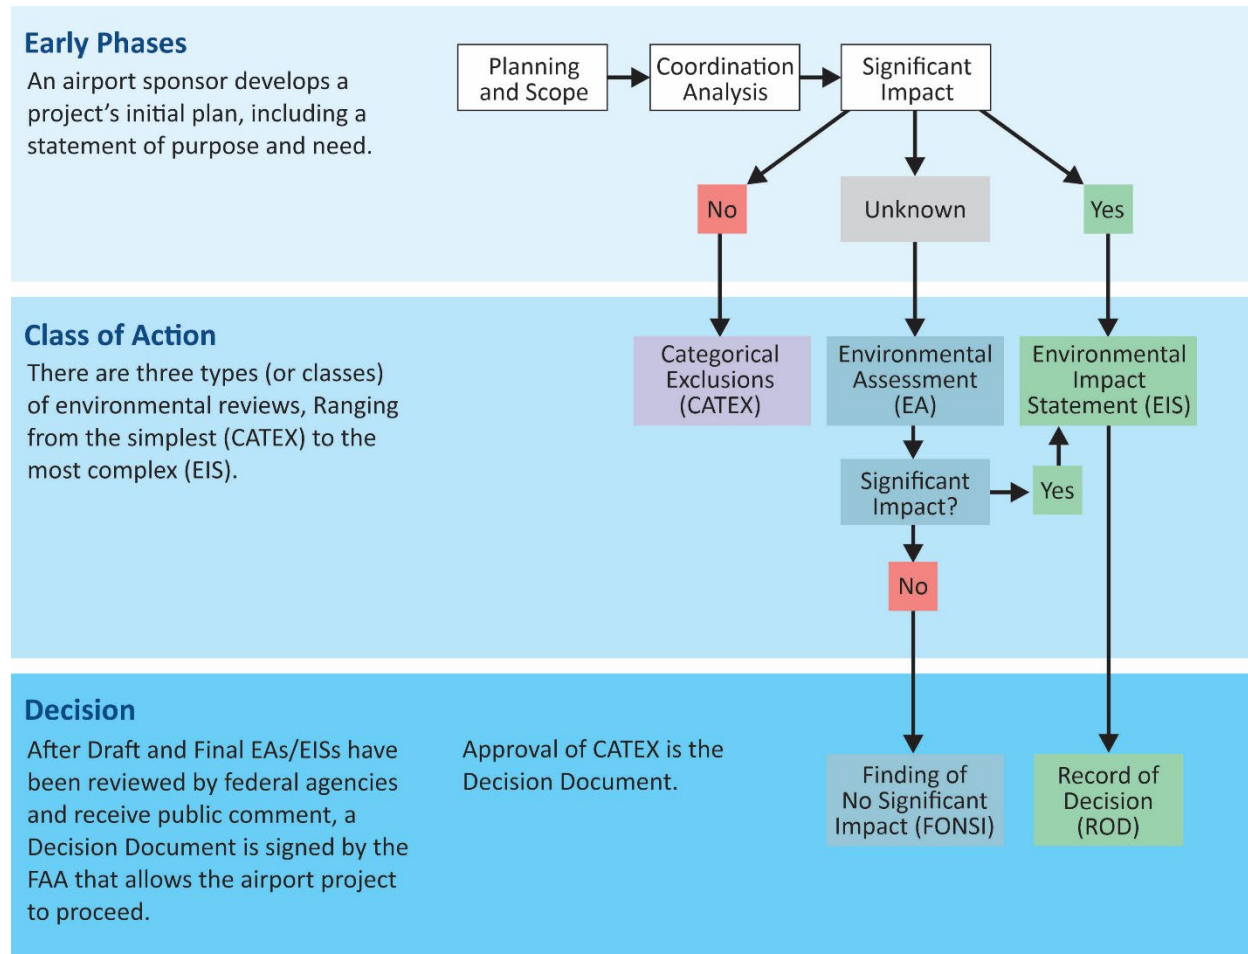 Early Phases
An airport sponsor develops a
project's initial plan, including a
statement of purpose and need.
Planning
and Scope
Coordination
Analysis
Significant
Impact
No
Unknown
Yes
Class of Action
There are three types (or classes)
of environmental reviews, Ranging
from the simplest (CATEX) to the
most complex (EIS).
Categorical
Exclusions
(CATEX)
Environmental
Assessment
(EA)
Environmental
Impact
Statement (EIS)
Significant
Impact?
Yes
No
Decision
After Draft and Final EAs/EISs have
been reviewed by federal agencies
and receive public comment, a
Decision Document is signed by the
FAA that allows the airport project
to proceed.
Approval of CATEX is the
Decision Document.
Finding of
No Significant
Impact (FONSI)
Record of
Decision
(ROD)